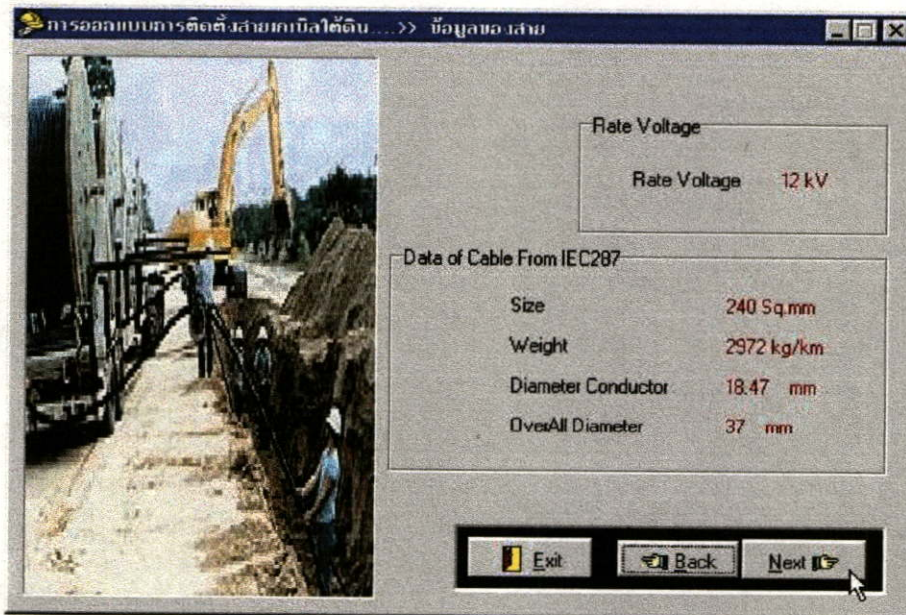 การออกแบบการติดตั้งสายเคเบิลใต้ดิน....>> ข้อมูลของสาย
Rate Voltage
Rate Voltage 12 kV
Data of Cable From IEC287
Size 240 Sq.mm
Weight 2972 kg/km
Diameter Conductor 18.47 mm
OverAll Diameter 37 mm
Exit Back Next